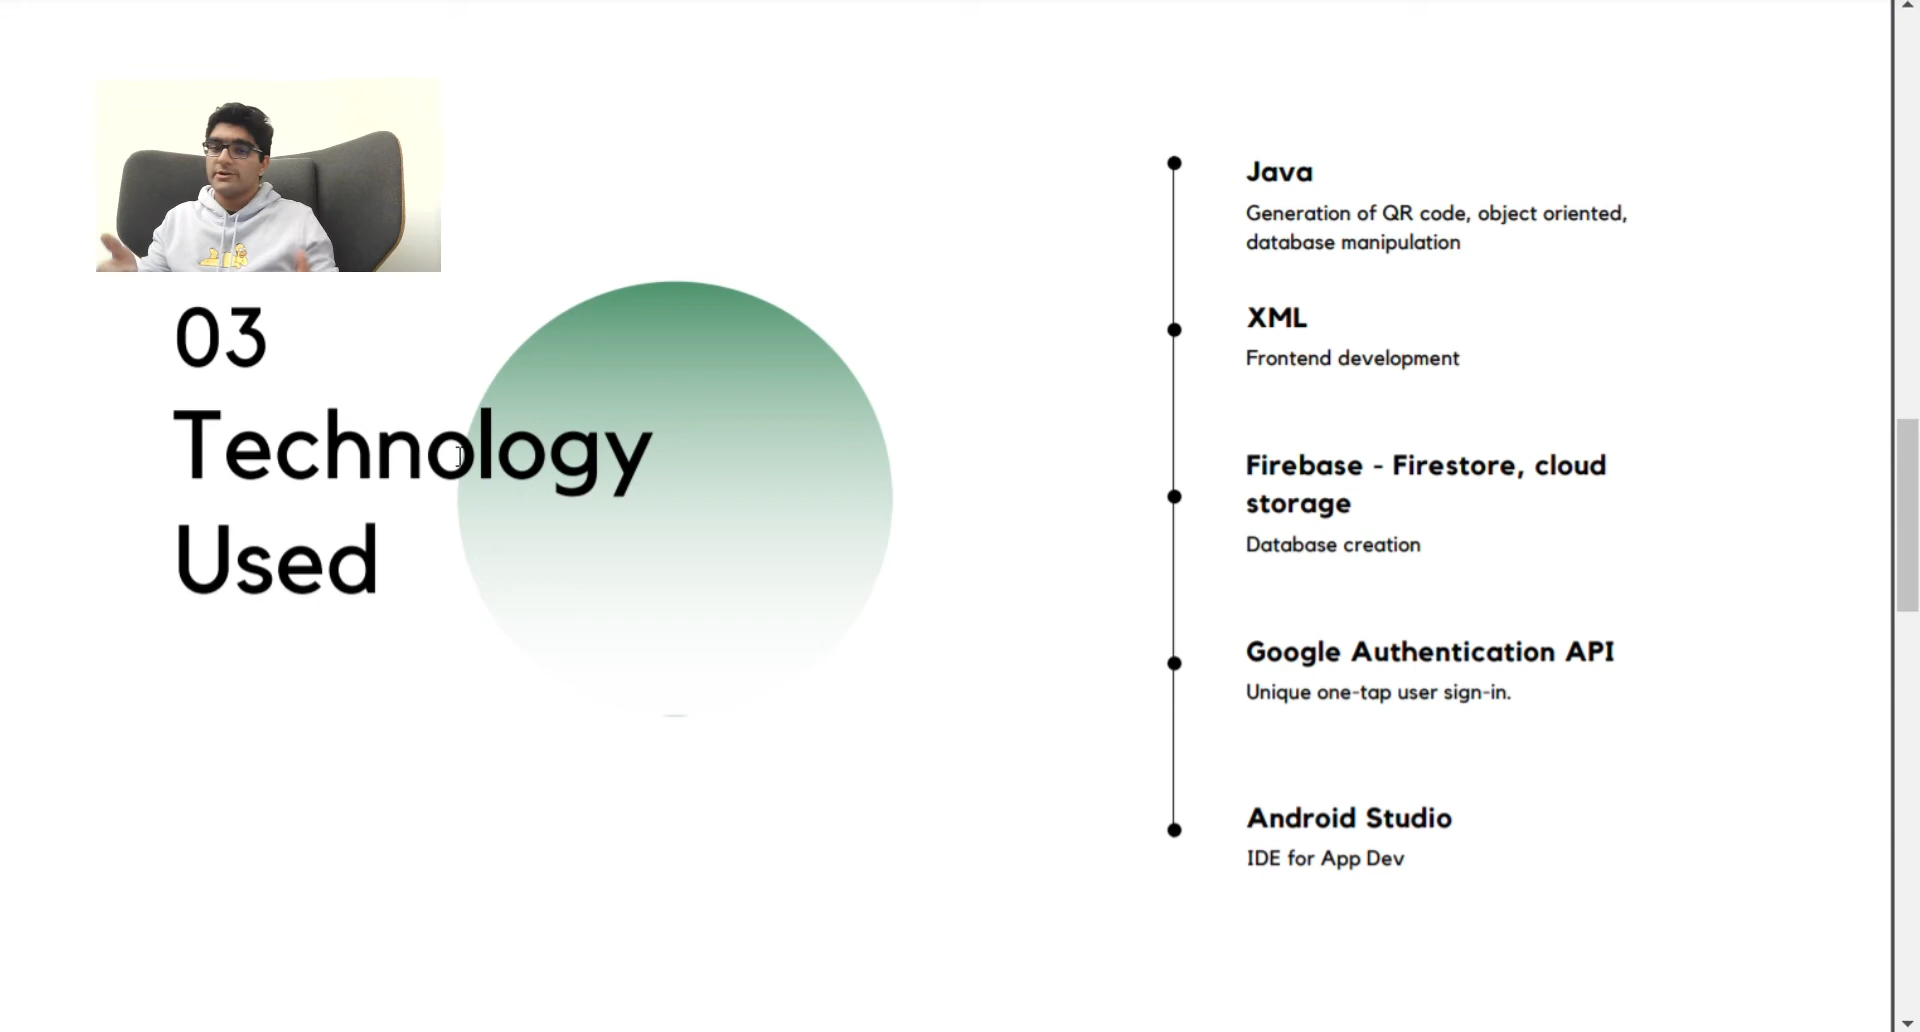 03
Technology
Used
Java
Generation of QR code, object oriented,
database manipulation
XML
Frontend development
Firebase - Firestore, cloud
storage
Database creation
Google Authentication API
Unique one-tap user sign-in.
Android Studio
IDE for App Dev